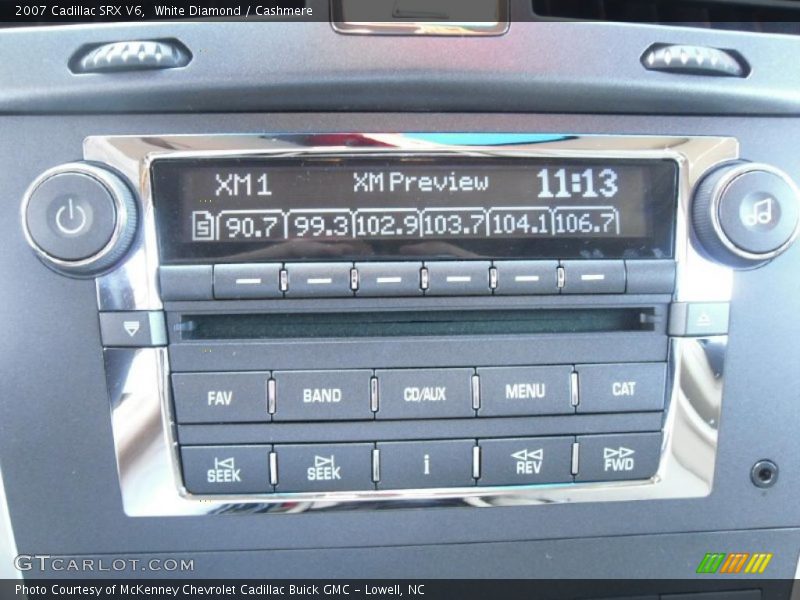 2007 Cadillac SRX V6,  White Diamond / Cashmere
XM1 XM Preview 11:13
S 90.7 99.3 102.9 103.7 104.1 106.7
FAV BAND CD/AUX MENU CAT
SEEK SEEK i REV FWD
GTCARLOT.COM
Photo Courtesy of McKenney Chevrolet Cadillac Buick GMC - Lowell, NC